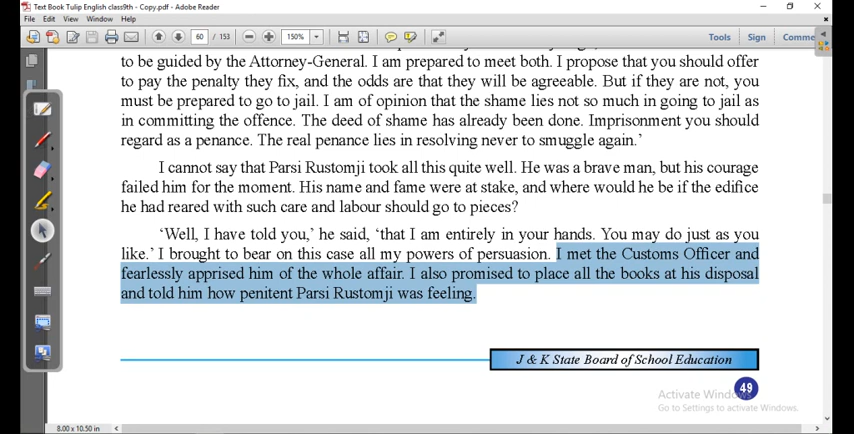 Text Book Tulip English class9th - Copy.pdf - Adobe Reader
File Edit View Window Help
60 / 153 150% Tools Sign Comme
to be guided by the Attorney-General. I am prepared to meet both. I propose that you should offer
to pay the penalty they fix, and the odds are that they will be agreeable. But if they are not, you
must be prepared to go to jail. I am of opinion that the shame lies not so much in going to jail as
in committing the offence. The deed of shame has already been done. Imprisonment you should
regard as a penance. The real penance lies in resolving never to smuggle again.’
I cannot say that Parsi Rustomji took all this quite well. He was a brave man, but his courage
failed him for the moment. His name and fame were at stake, and where would he be if the edifice
he had reared with such care and labour should go to pieces?
‘Well, I have told you,’ he said, ‘that I am entirely in your hands. You may do just as you
like.’ I brought to bear on this case all my powers of persuasion. I met the Customs Officer and
fearlessly apprised him of the whole affair. I also promised to place all the books at his disposal
and told him how penitent Parsi Rustomji was feeling.
J & K State Board of School Education
49
Activate Windows
Go to Settings to activate Windows.
8.00 x 10.50 in